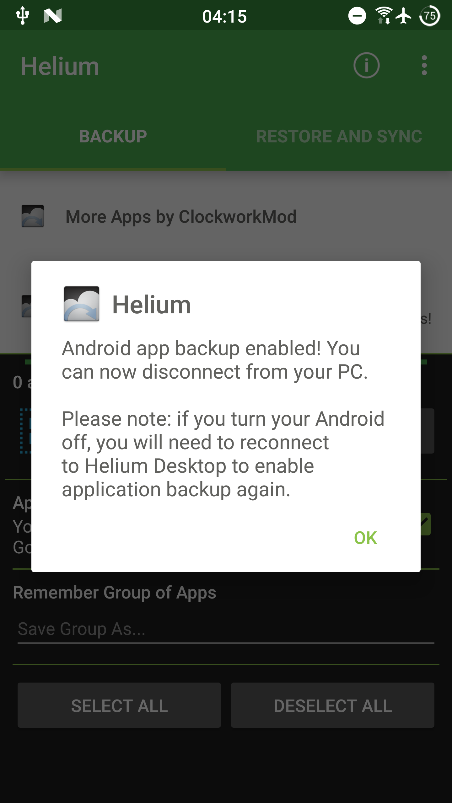 04:15
75
Helium
BACKUP
RESTORE AND SYNC
More Apps by ClockworkMod
s!
Helium
Android app backup enabled! You
can now disconnect from your PC.
Please note: if you turn your Android
off, you will need to reconnect
to Helium Desktop to enable
application backup again.
OK
0 a
Ap
Yo
Go
Remember Group of Apps
Save Group As...
SELECT ALL
DESELECT ALL